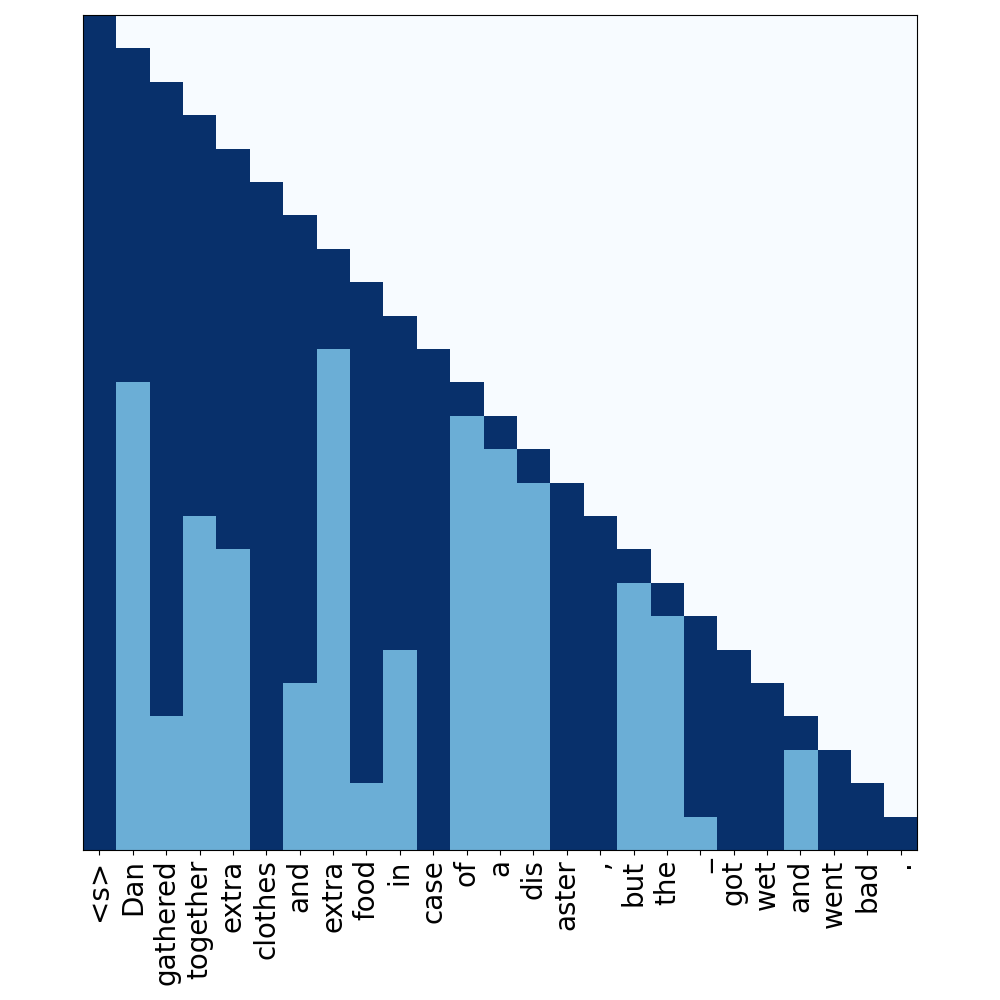 <s>
Dan
gathered
together
extra
clothes
and
extra
food
in
case
of
a
dis
aster
,
but
the
_
got
wet
and
went
bad
.